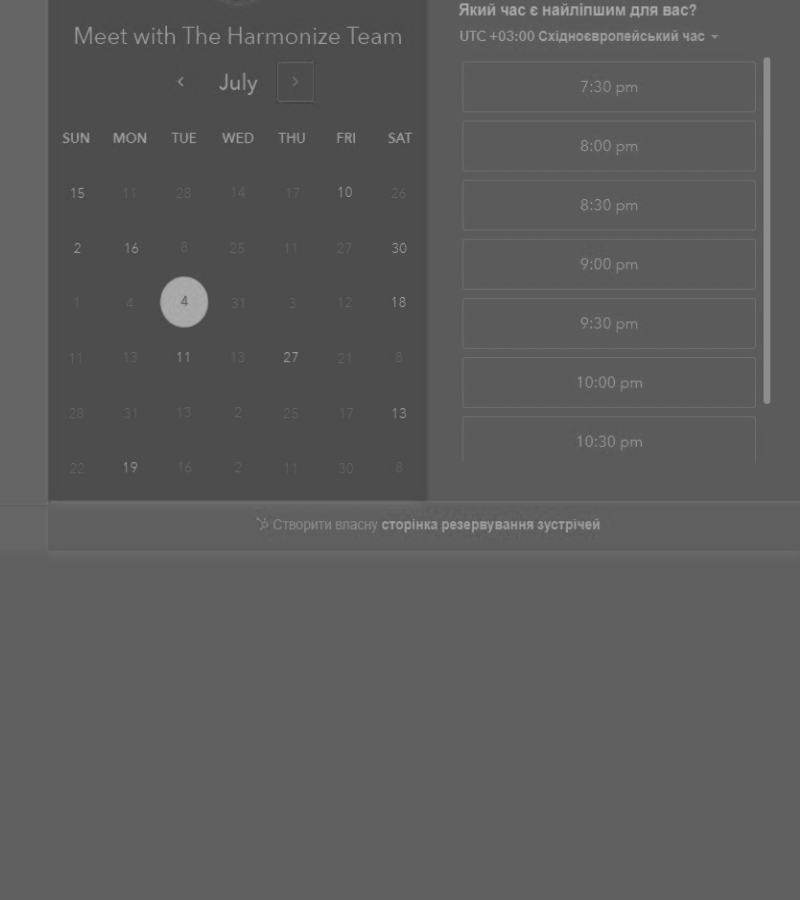 Meet with The Harmonize Team
July
SUN MON TUE WED THU FRI SAT
15 11 28 14 17 10 26
2 16 8 25 11 27 30
1 4 4 31 3 12 18
11 13 11 13 27 21 8
28 31 13 2 25 17 13
22 19 16 2 11 30 8
Який час є найліпшим для вас?
UTC +03:00 Східноєвропейський час
7:30 pm
8:00 pm
8:30 pm
9:00 pm
9:30 pm
10:00 pm
10:30 pm
Створити власну сторінка резервування зустрічей